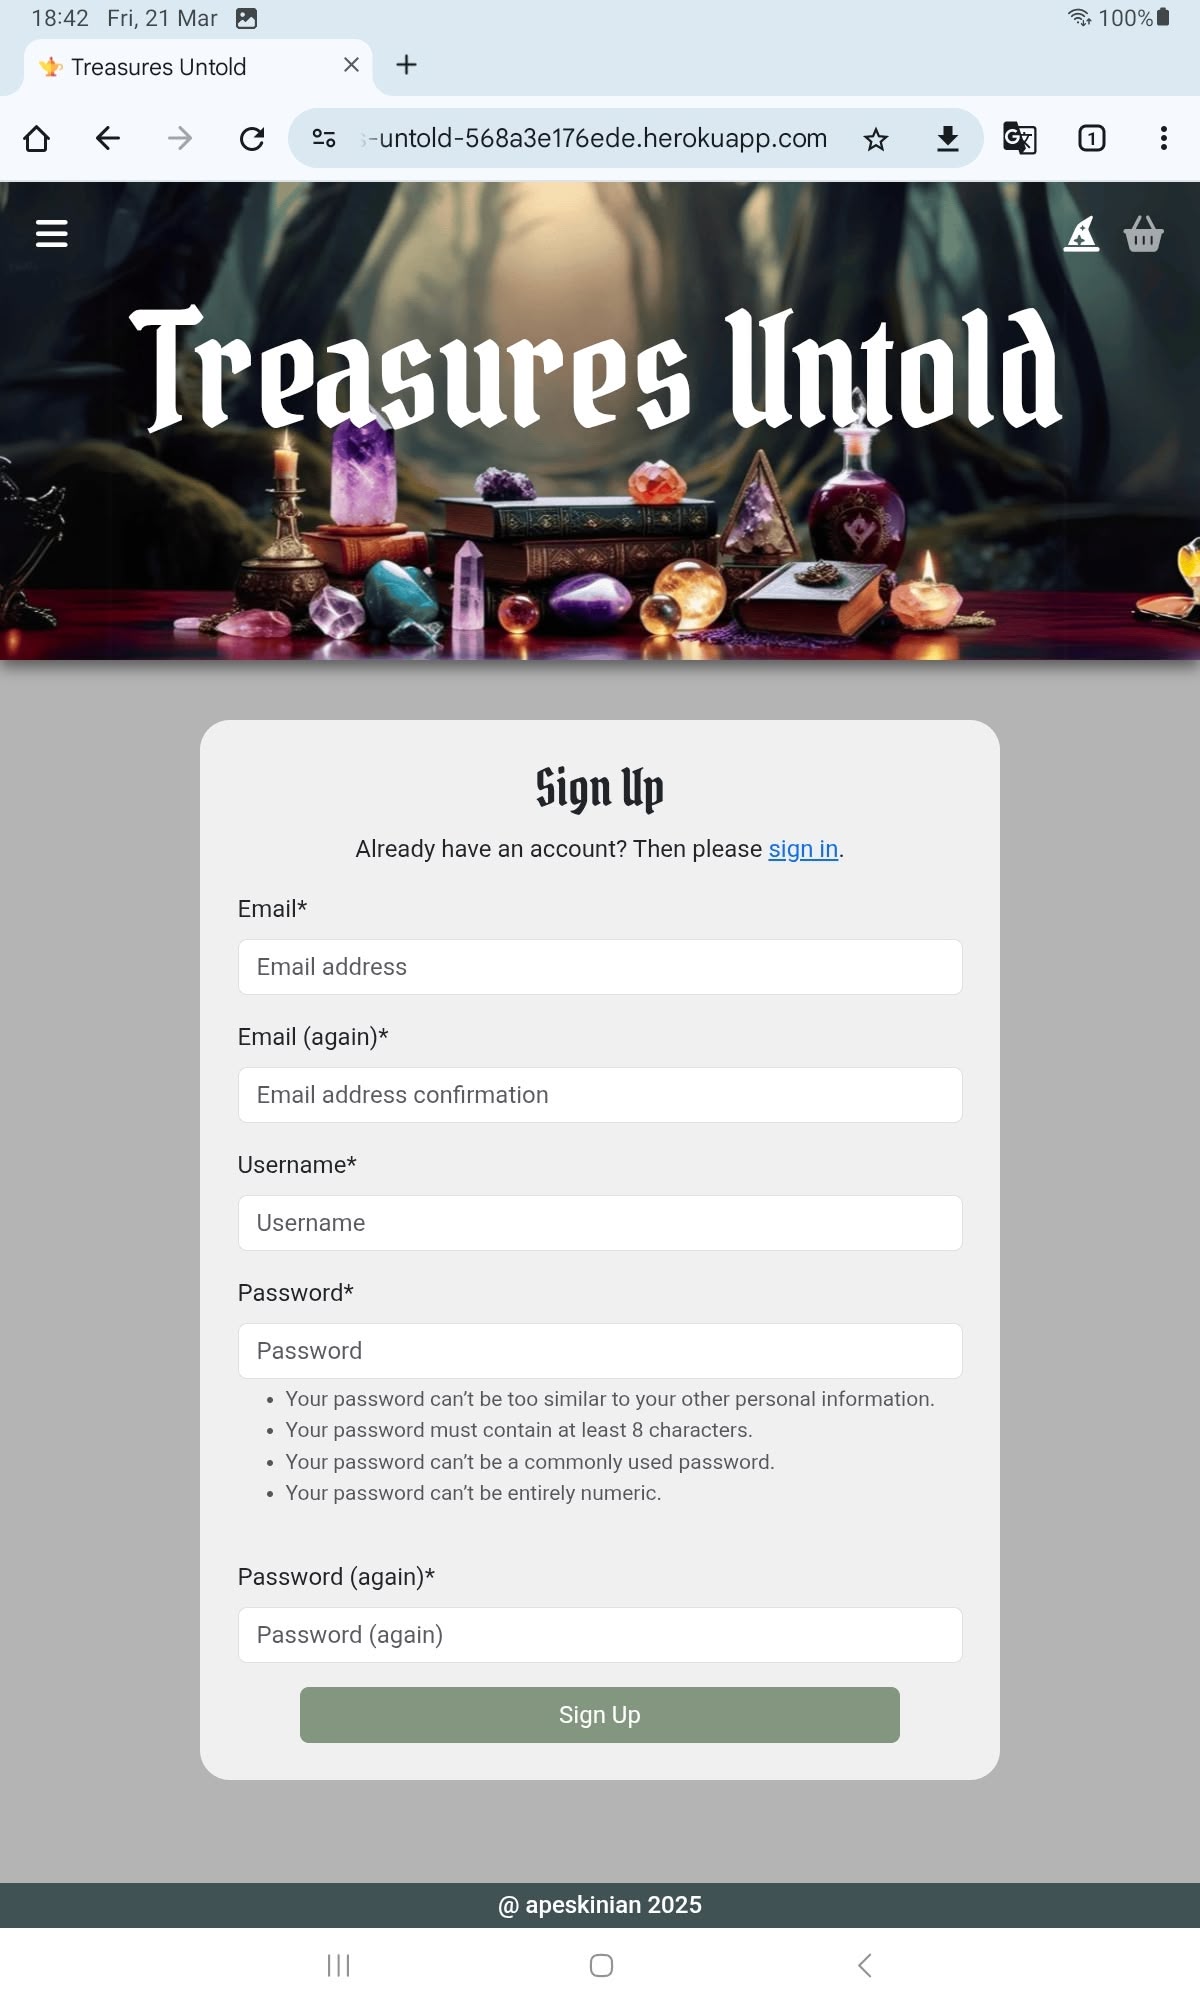 18:42 Fri, 21 Mar 100%
Treasures Untold
-untold-568a3e176ede.herokuapp.com 1
Treasures Untold
Sign Up
Already have an account? Then please sign in.
Email*
Email address
Email (again)*
Email address confirmation
Username*
Username
Password*
Password
• Your password can’t be too similar to your other personal information.
• Your password must contain at least 8 characters.
• Your password can’t be a commonly used password.
• Your password can’t be entirely numeric.
Password (again)*
Password (again)
Sign Up
@ apeskinian 2025